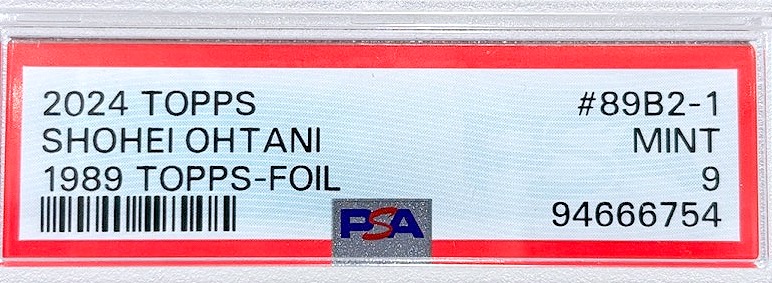 2024 TOPPS #89B2-1
SHOHEI OHTANI MINT
1989 TOPPS-FOIL 9
94666754
PSA